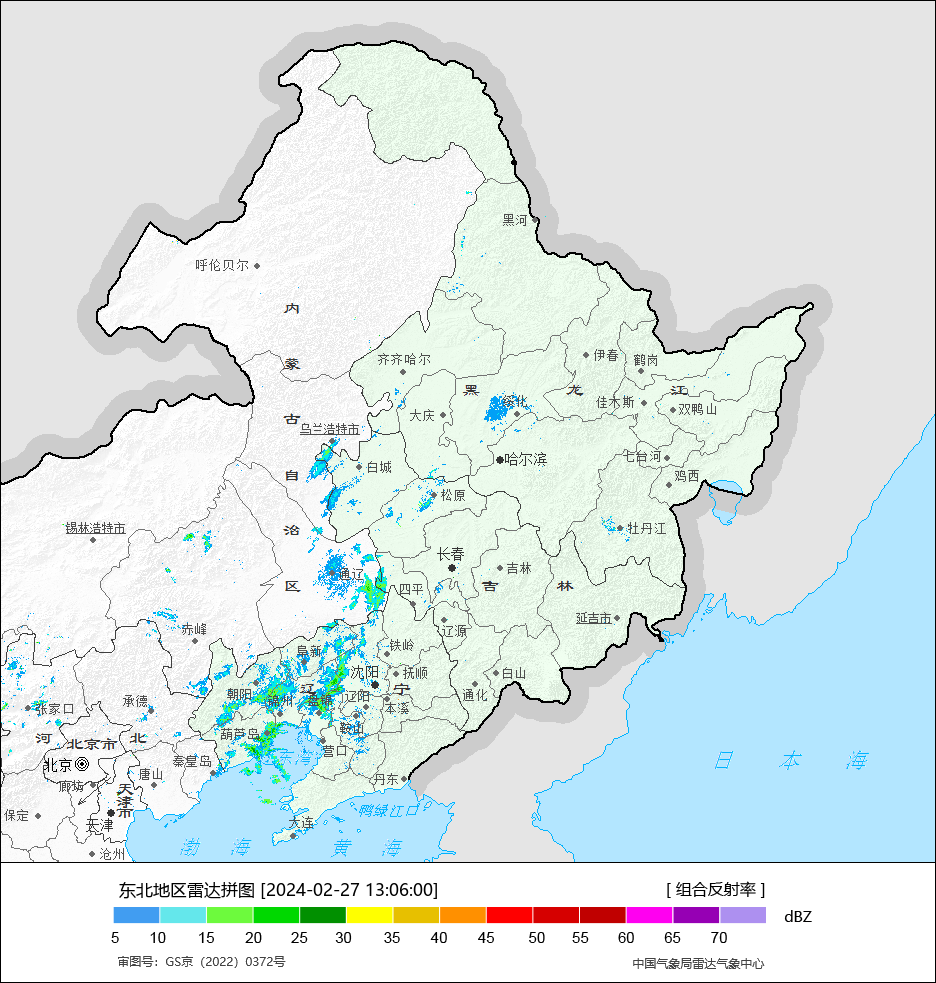 黑河
呼伦贝尔
内
蒙
古
自
治
区
齐齐哈尔
伊春
鹤岗
黑 龙 江
大庆
绥化
佳木斯
双鸭山
乌兰浩特市
白城
哈尔滨
七台河
鸡西
松原
锡林浩特市
牡丹江
长春
通辽
吉林
四平
吉 林
延吉市
赤峰
辽源
阜新
铁岭
沈阳
抚顺
白山
朝阳
辽 宁
锦州
盘锦
辽阳
本溪
通化
承德
张家口
葫芦岛
鞍山
河 北
北京市
营口
辽东湾
日 本 海
北京
秦皇岛
唐山
丹东
廊坊
天津市
鸭绿江口
保定
天津
大连
渤 海
黄 海
沧州
东北地区雷达拼图 [2024-02-27 13:06:00]
[ 组合反射率 ]
dBZ
5 10 15 20 25 30 35 40 45 50 55 60 65 70
审图号：GS京（2022）0372号
中国气象局雷达气象中心